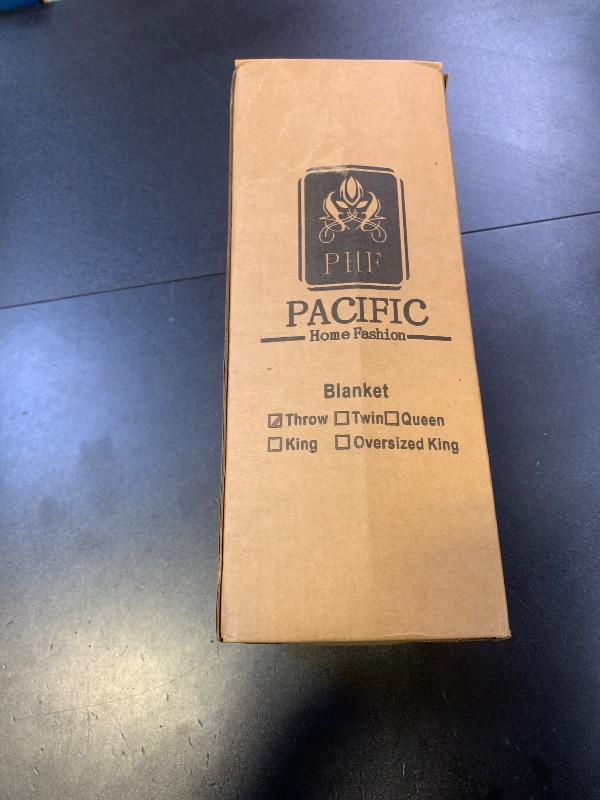 PHF
PACIFIC
Home Fashion
Blanket
☑Throw ☐Twin☐Queen
☐King ☐Oversized King